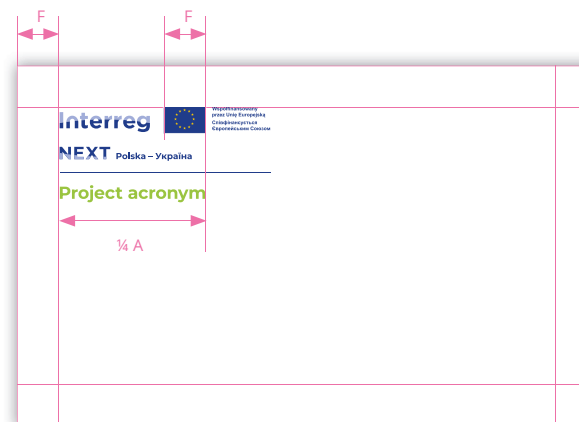 F F
Współfinansowany
przez Unię Europejską
Співфінансується
Європейським Союзом
Interreg
NEXT Polska – Україна
Project acronym
¼ A